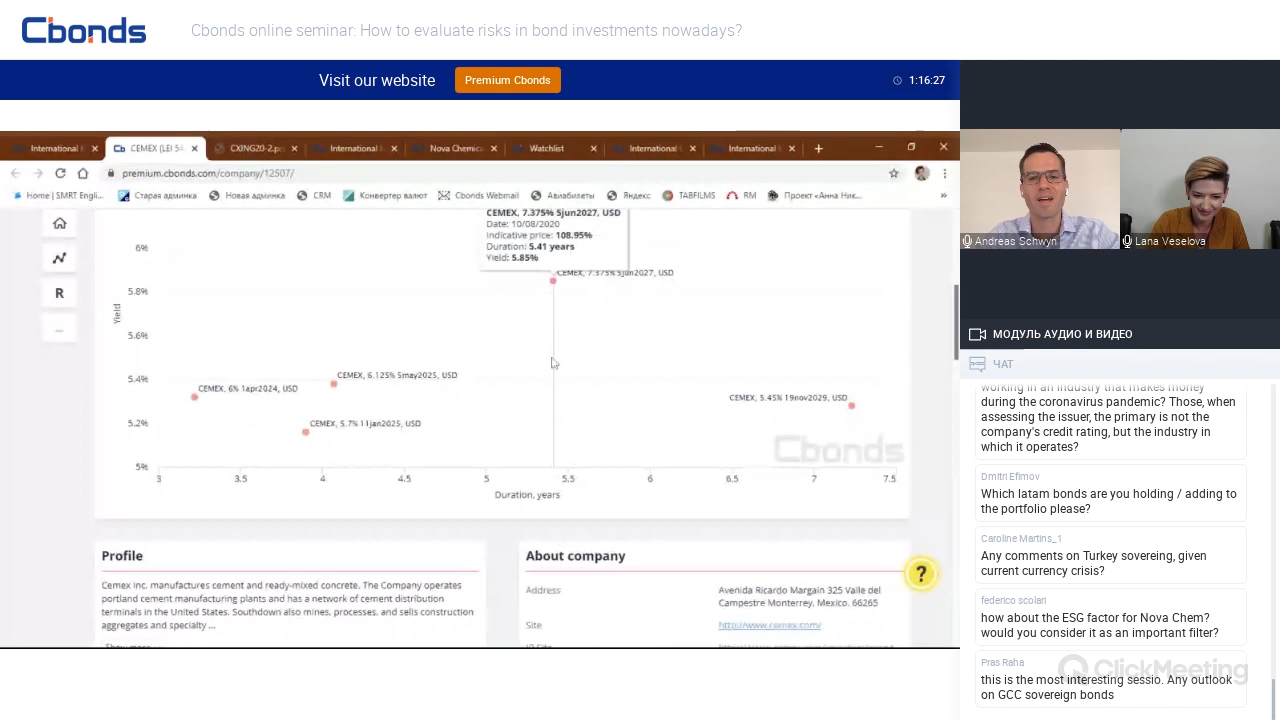 Cbonds
Cbonds online seminar: How to evaluate risks in bond investments nowadays?
Visit our website
Premium Cbonds
1:16:27
International
CEMEX (LEI 54
CXING20-2.pd
International
Nova Chemica
Watchlist
International
International
premium.cbonds.com/company/12507/
Home | SMRT Engli...
Старая админка
Новая админка
CRM
Конвертер валют
Cbonds Webmail
Авиабилеты
Яндекс
TABFILMS
RM
Проект «Анна Ник...
»
R
...
CEMEX, 7.375% 5jun2027, USD
Date: 10/08/2020
Indicative price: 108.95%
Duration: 5.41 years
Yield: 5.85%
CEMEX, 7.375% 5jun2027, USD
6%
5.8%
5.6%
5.4%
5.2%
5%
Yield
CEMEX, 6% 1apr2024, USD
CEMEX, 6.125% 5may2025, USD
CEMEX, 5.7% 11jan2025, USD
CEMEX, 5.45% 19nov2029, USD
Cbonds
3
3.5
4
4.5
5
5.5
6
6.5
7
7.5
Duration, years
Profile
Cemex Inc. manufactures cement and ready-mixed concrete. The Company operates
portland cement manufacturing plants and has a network of cement distribution
terminals in the United States. Southdown also mines, processes, and sells construction
aggregates and specialty ...
Show more
About company
Address
Avenida Ricardo Margain 325 Valle del
Campestre Monterrey, Mexico. 66265
Site
http://www.cemex.com/
IR Site
?
Andreas Schwyn
Lana Veselova
МОДУЛЬ АУДИО И ВИДЕО
ЧАТ
working in an industry that makes money
during the coronavirus pandemic? Those, when
assessing the issuer, the primary is not the
company's credit rating, but the industry in
which it operates?
Dmitri Efimov
Which latam bonds are you holding / adding to
the portfolio please?
Caroline Martins_1
Any comments on Turkey sovereing, given
current currency crisis?
federico scolari
how about the ESG factor for Nova Chem?
would you consider it as an important filter?
Pras Raha
this is the most interesting sessio. Any outlook
on GCC sovereign bonds
ClickMeeting